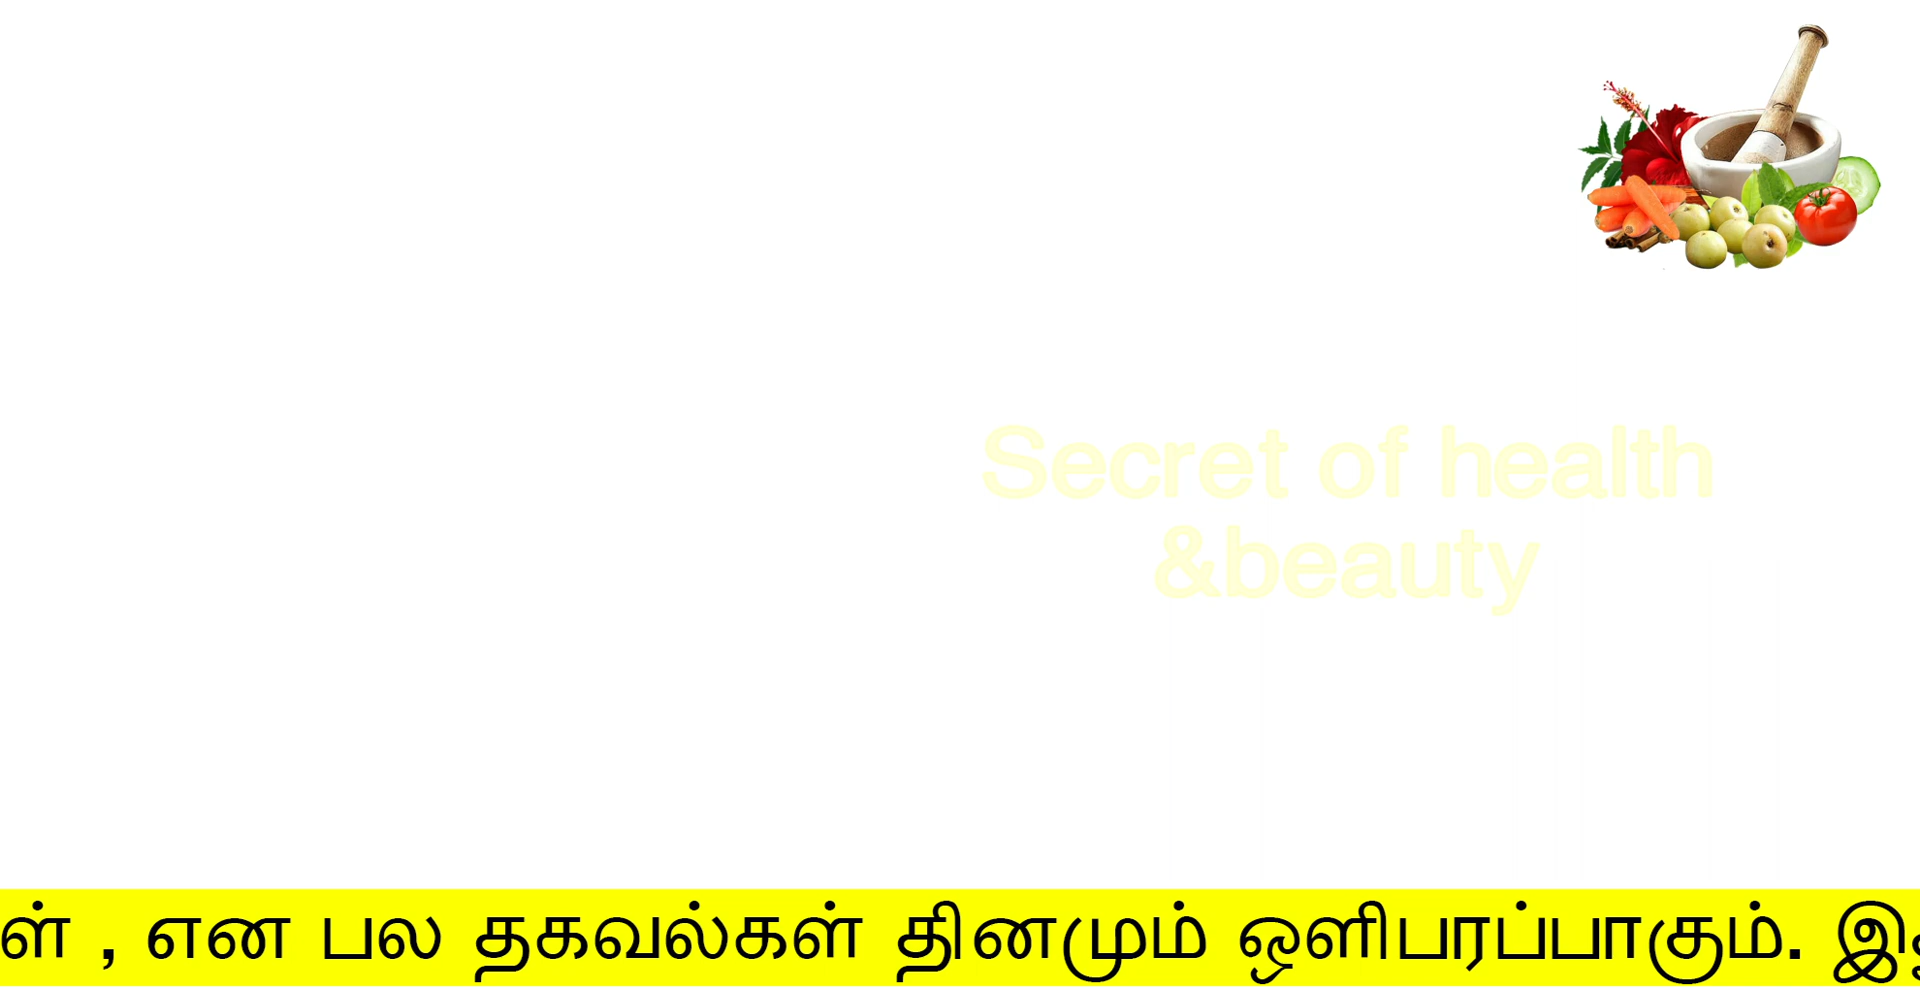 Secret of health
&beauty
ள் , என பல தகவல்கள் தினமும் ஒளிபரப்பாகும்.